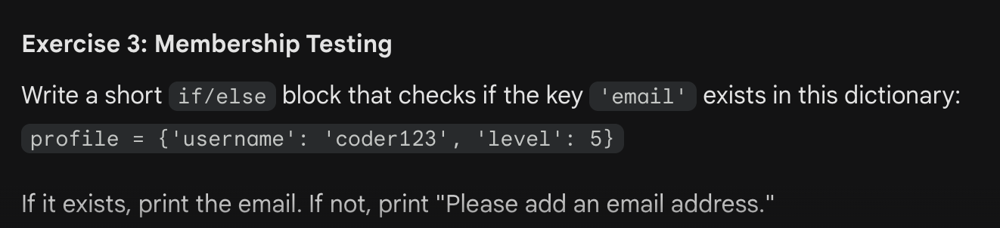 Exercise 3: Membership Testing
Write a short if/else block that checks if the key 'email' exists in this dictionary:
profile = {'username': 'coder123', 'level': 5}
If it exists, print the email. If not, print "Please add an email address."